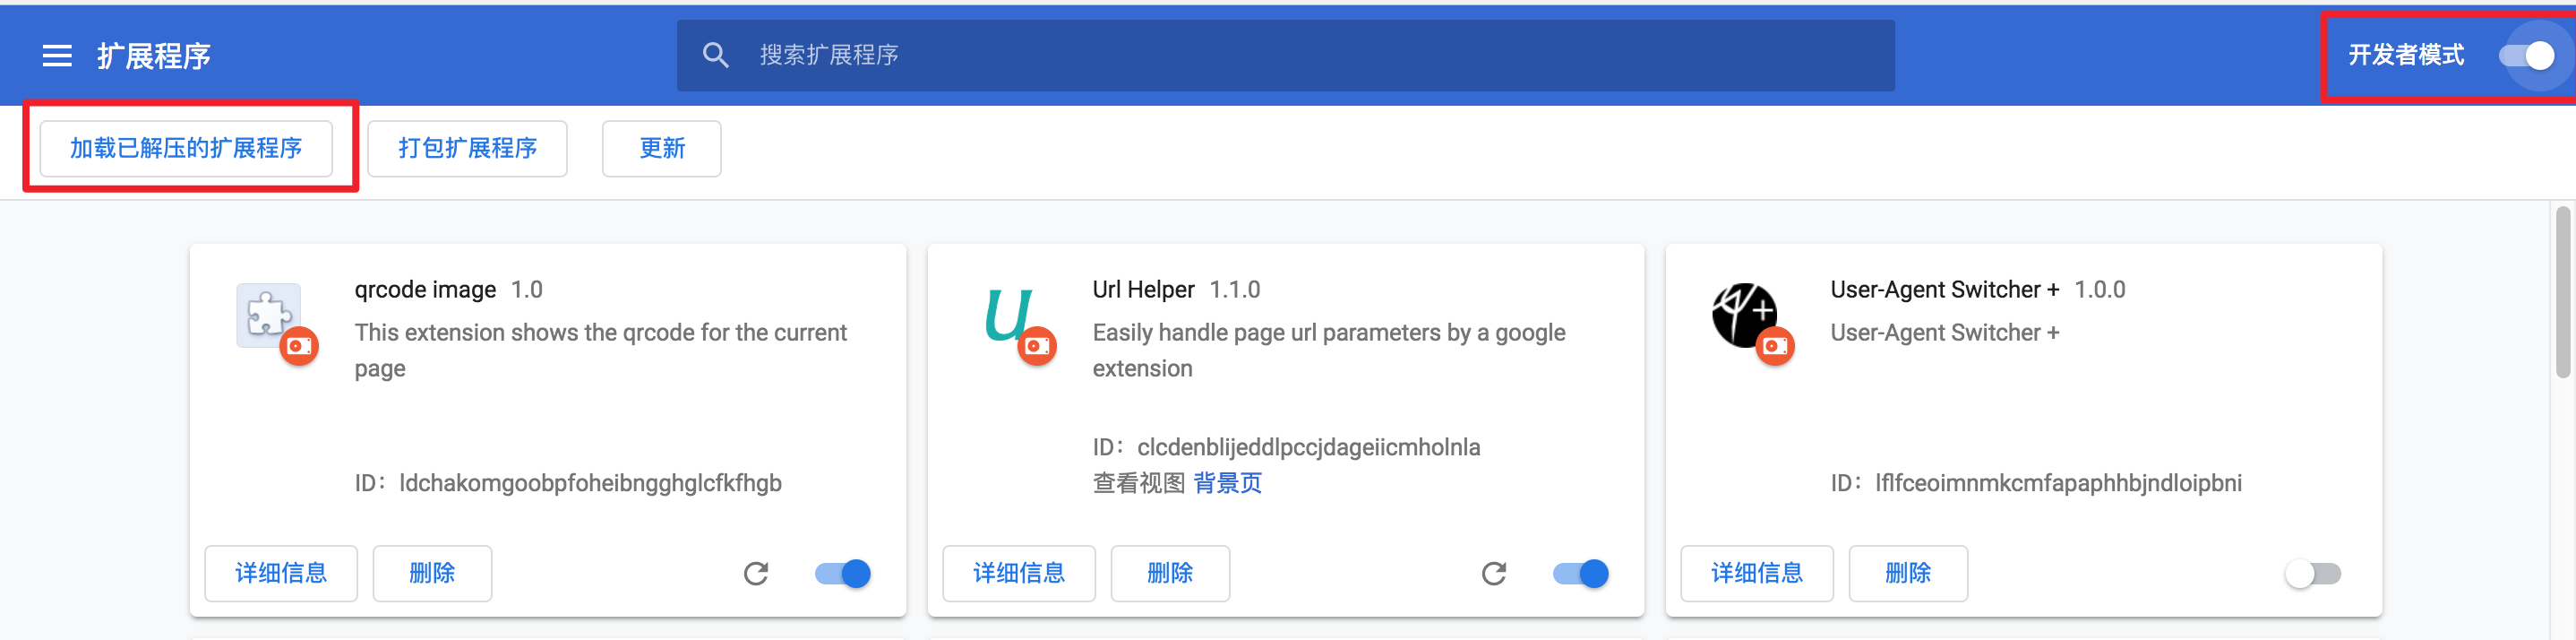 扩展程序
搜索扩展程序
开发者模式
加载已解压的扩展程序
打包扩展程序
更新
qrcode image 1.0
This extension shows the qrcode for the current
page
ID：ldchakomgoobpfoheibngghglcfkfhgb
详细信息
删除
Url Helper 1.1.0
Easily handle page url parameters by a google
extension
ID：clcdenblijeddlpccjdageiicmholnla
查看视图 背景页
详细信息
删除
User-Agent Switcher + 1.0.0
User-Agent Switcher +
ID：lflfceoimnmkcmfapaphhbjndloipbni
详细信息
删除